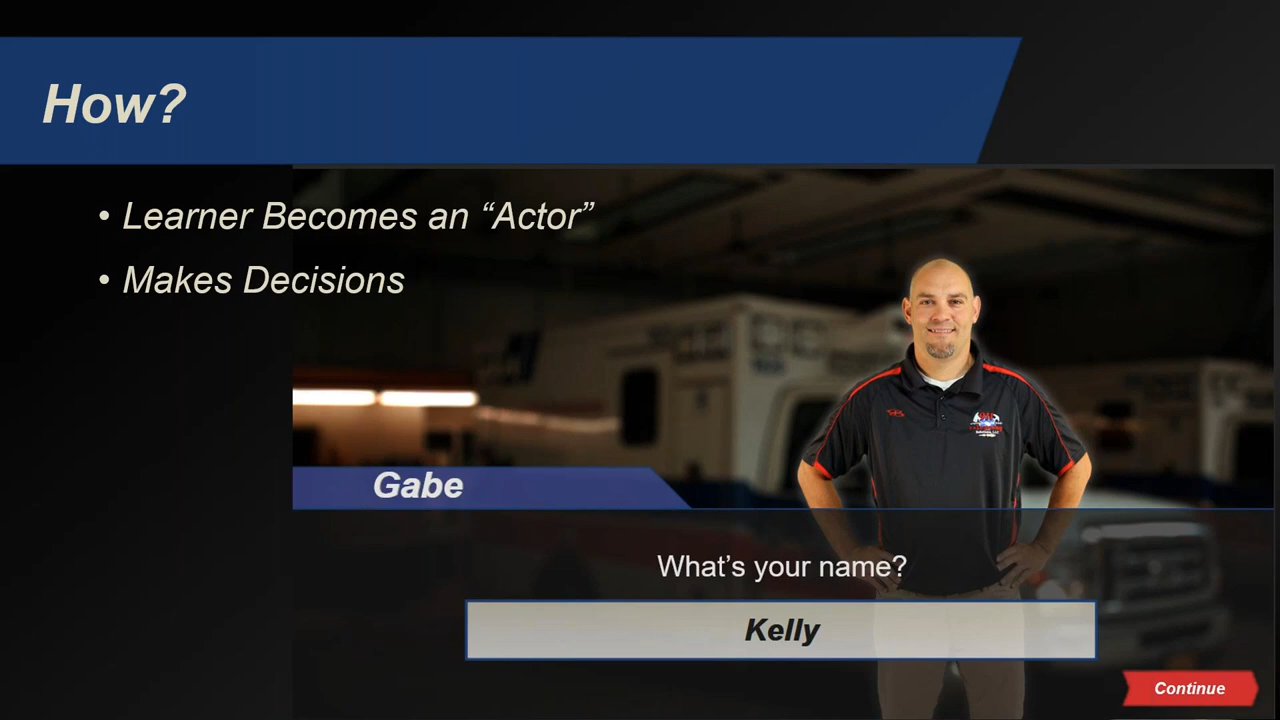 How?
• Learner Becomes an “Actor”
• Makes Decisions
Gabe
What’s your name?
Kelly
Continue